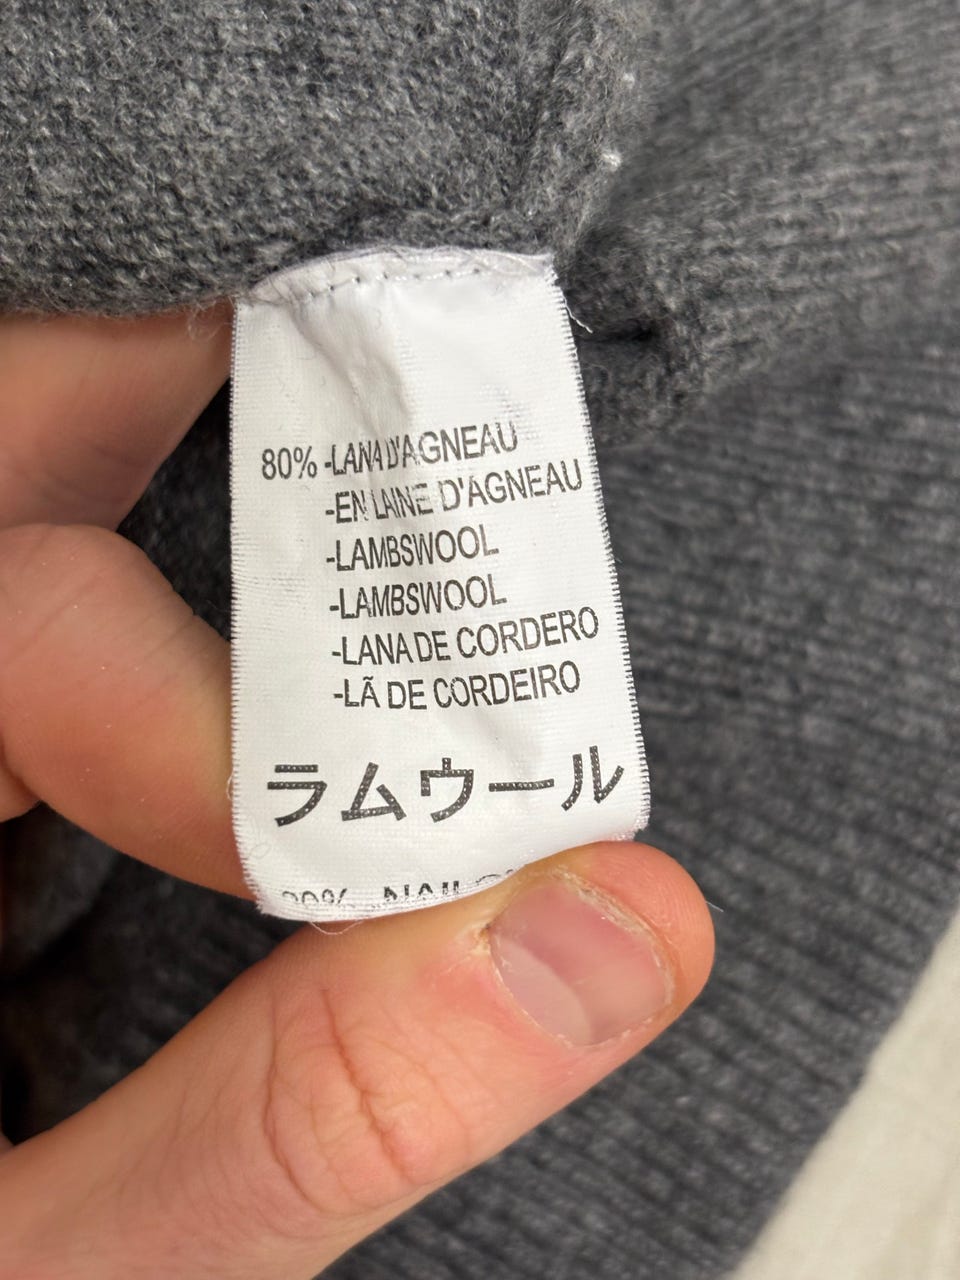 80% -LANA D'AGNEAU
-EN LAINE D'AGNEAU
-LAMBSWOOL
-LAMBSWOOL
-LANA DE CORDERO
-LÃ DE CORDEIRO
ラムウール